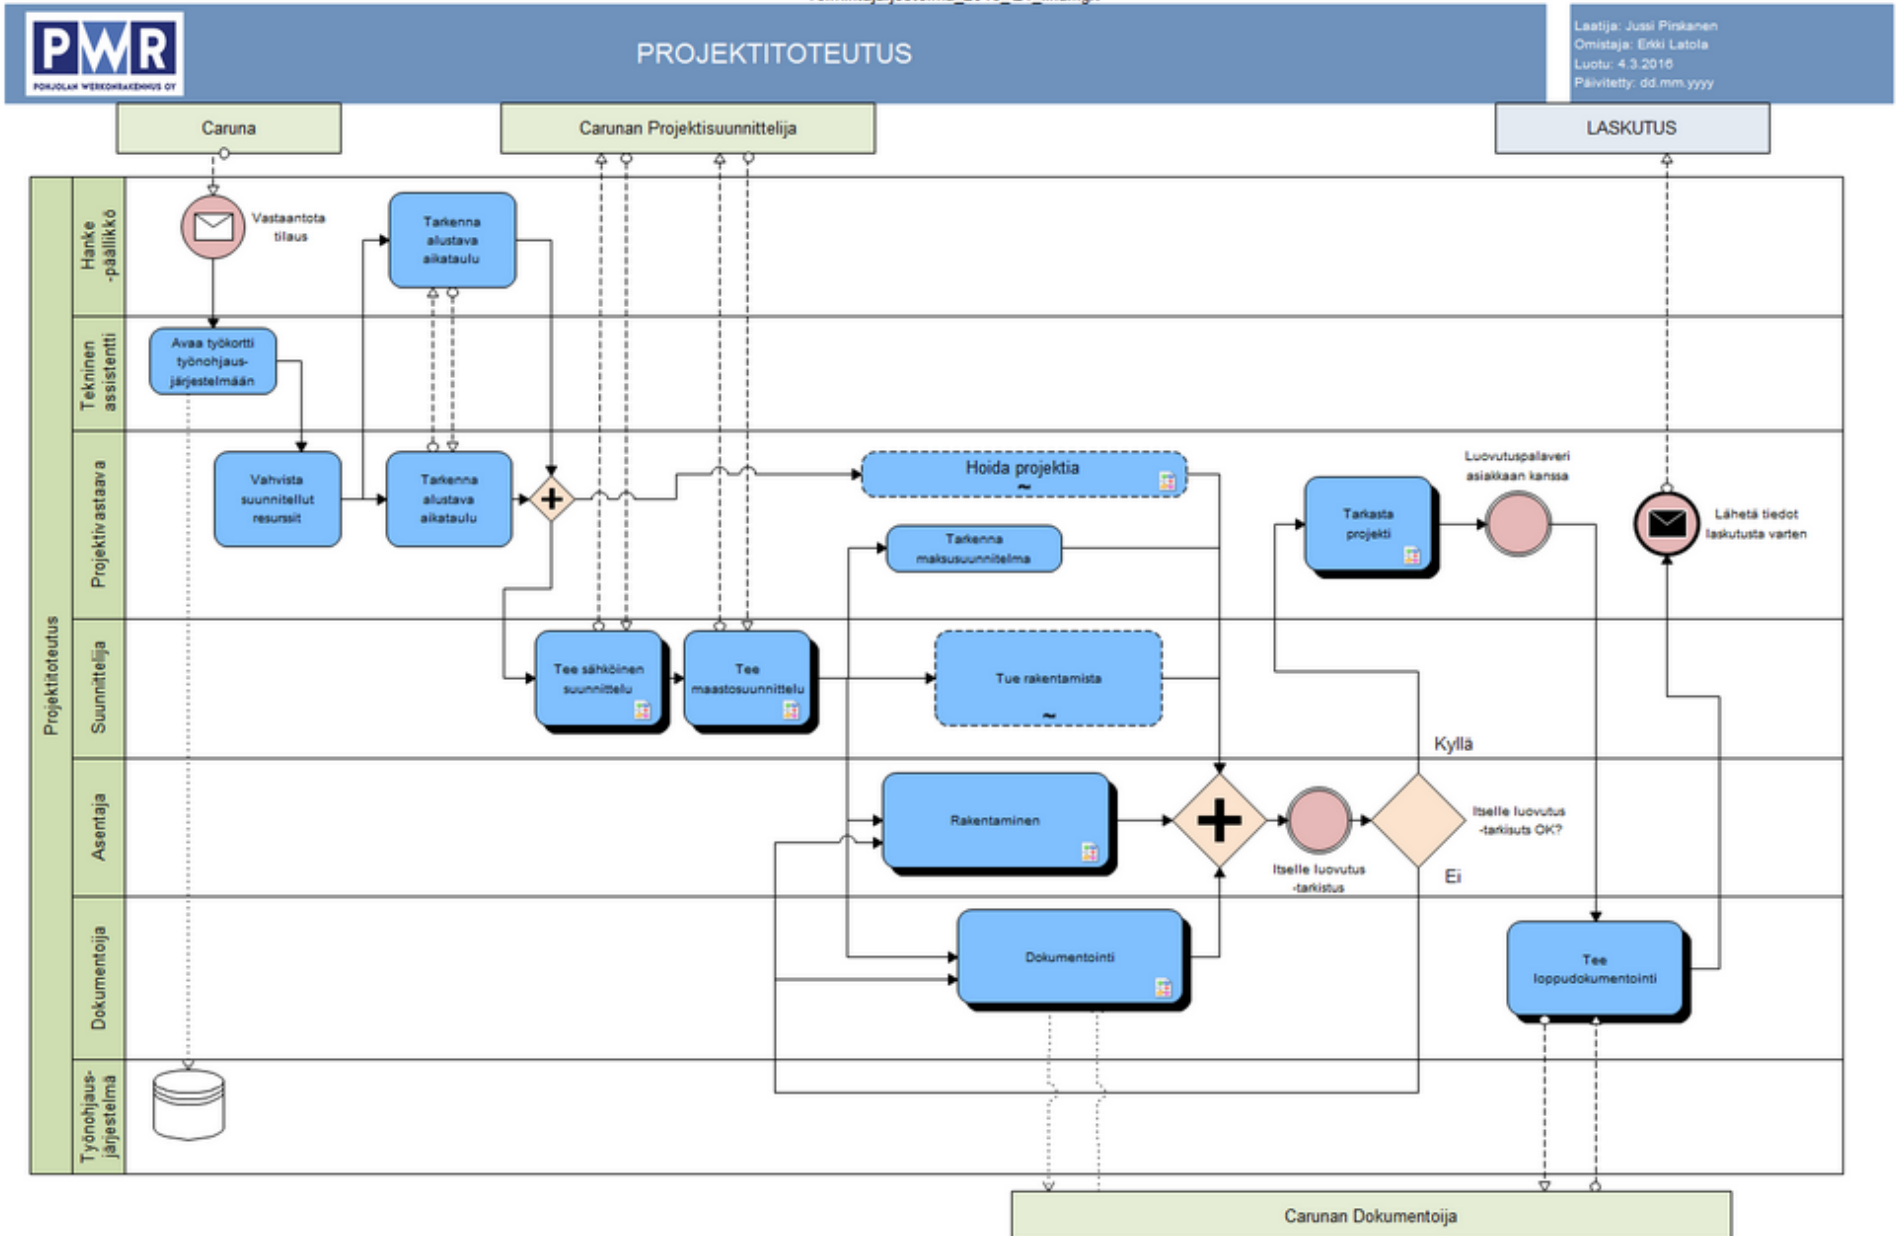 PWR
POHJOLAN WERKONRAKENNUS OY
PROJEKTITOTEUTUS
Laatija: Jussi Pirskanen
Omistaja: Erkki Latola
Luotu: 4.3.2016
Päivitetty: dd.mm.yyyy
Caruna
Carunan Projektisuunnittelija
LASKUTUS
Projektitoteutus
Hanke
-päällikkö
Vastaantota
tilaus
Tarkenna
alustava
aikataulu
Tekninen
assistentti
Avaa työkortti
työnohjaus-
järjestelmään
Projektivastaava
Vahvista
suunnitellut
resurssit
Tarkenna
alustava
aikataulu
Hoida projektia
Tarkenna
maksusuunnitelma
Tarkasta
projekti
Luovutuspalaveri
asiakkaan kanssa
Lähetä tiedot
laskutusta varten
Suunnittelija
Tee sähköinen
suunnittelu
Tee
maastosuunnittelu
Tue rakentamista
Kyllä
Asentaja
Rakentaminen
Itselle luovutus
-tarkistus
Itselle luovutus
-tarkisuts OK?
Ei
Dokumentoija
Dokumentointi
Tee
loppudokumentointi
Työnohjaus-
järjestelmä
Carunan Dokumentoija